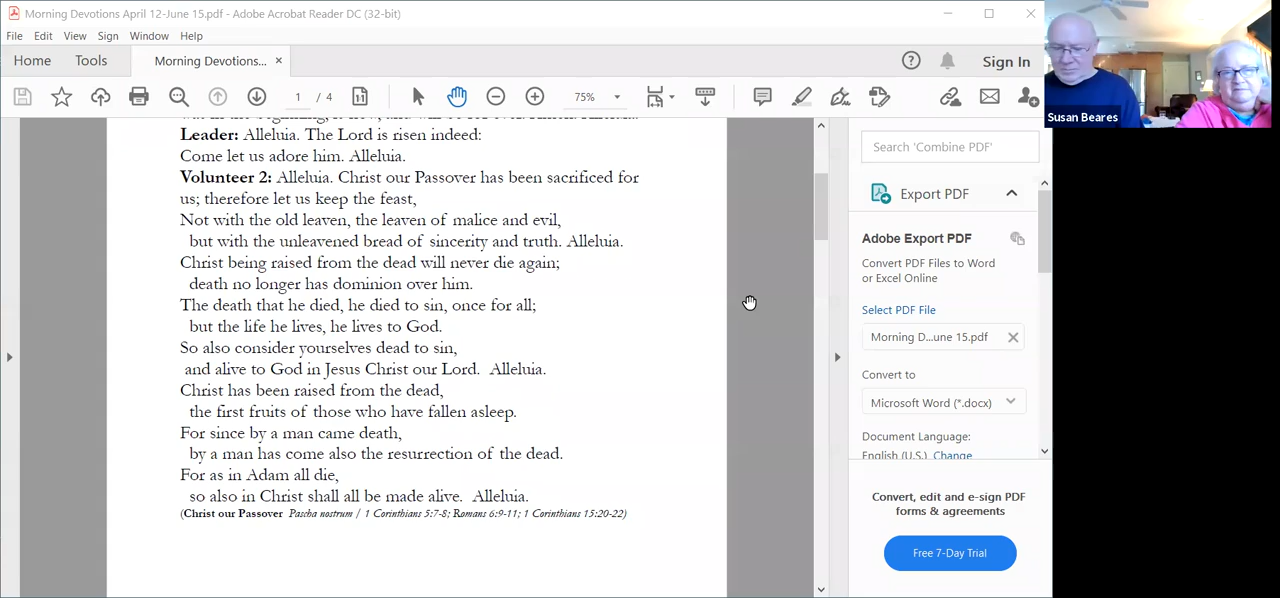 Morning Devotions April 12-June 15.pdf - Adobe Acrobat Reader DC (32-bit)
File Edit View Sign Window Help
Home Tools Morning Devotions... × Sign In
1 / 4 75%
Leader: Alleluia. The Lord is risen indeed:
Come let us adore him. Alleluia.
Volunteer 2: Alleluia. Christ our Passover has been sacrificed for
us; therefore let us keep the feast,
Not with the old leaven, the leaven of malice and evil,
but with the unleavened bread of sincerity and truth. Alleluia.
Christ being raised from the dead will never die again;
death no longer has dominion over him.
The death that he died, he died to sin, once for all;
but the life he lives, he lives to God.
So also consider yourselves dead to sin,
and alive to God in Jesus Christ our Lord. Alleluia.
Christ has been raised from the dead,
the first fruits of those who have fallen asleep.
For since by a man came death,
by a man has come also the resurrection of the dead.
For as in Adam all die,
so also in Christ shall all be made alive. Alleluia.
(Christ our Passover Pascha nostrum / 1 Corinthians 5:7-8; Romans 6:9-11; 1 Corinthians 15:20-22)
Search 'Combine PDF'
Export PDF
Adobe Export PDF
Convert PDF Files to Word
or Excel Online
Select PDF File
Morning D...une 15.pdf
Convert to
Microsoft Word (*.docx)
Document Language:
English (U.S.) Change
Convert, edit and e-sign PDF
forms & agreements
Free 7-Day Trial
Susan Beares